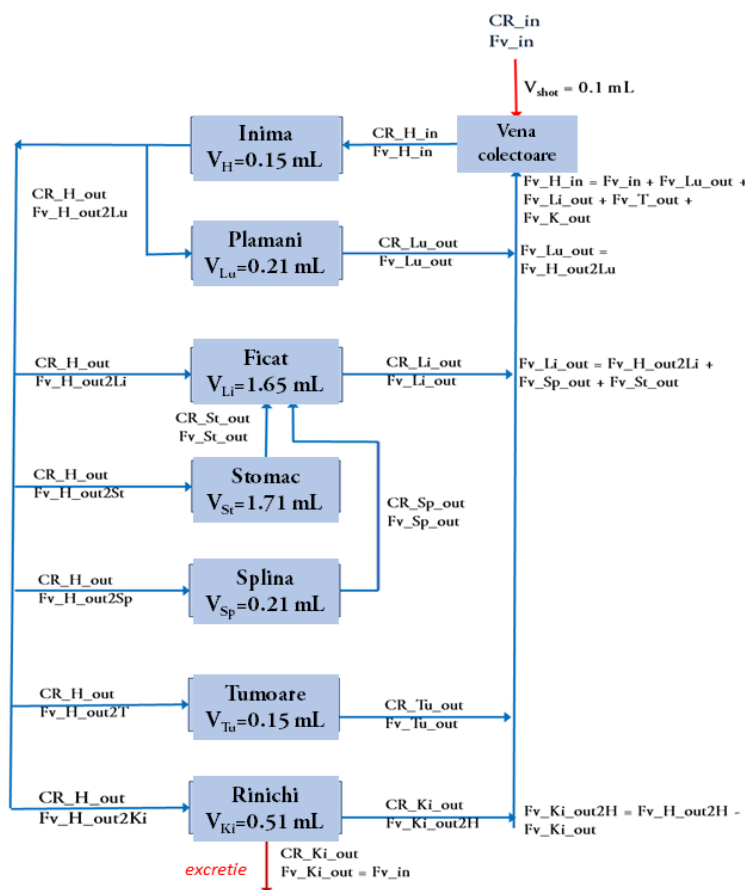 CR_in
Fv_in
V_shot = 0.1 mL
Inima
V_H=0.15 mL
CR_H_in
Fv_H_in
Vena
colectoare
CR_H_out
Fv_H_out2Lu
Fv_H_in = Fv_in + Fv_Lu_out +
Fv_Li_out + Fv_T_out +
Fv_K_out
Plamani
V_Lu=0.21 mL
CR_Lu_out
Fv_Lu_out
Fv_Lu_out =
Fv_H_out2Lu
CR_H_out
Fv_H_out2Li
Ficat
V_Li=1.65 mL
CR_Li_out
Fv_Li_out
Fv_Li_out = Fv_H_out2Li +
Fv_Sp_out + Fv_St_out
CR_St_out
Fv_St_out
CR_H_out
Fv_H_out2St
Stomac
V_St=1.71 mL
CR_Sp_out
Fv_Sp_out
CR_H_out
Fv_H_out2Sp
Splina
V_Sp=0.21 mL
CR_H_out
Fv_H_out2T
Tumoare
V_Tu=0.15 mL
CR_Tu_out
Fv_Tu_out
CR_H_out
Fv_H_out2Ki
Rinichi
V_Ki=0.51 mL
CR_Ki_out
Fv_Ki_out2H
Fv_Ki_out2H = Fv_H_out2H -
Fv_Ki_out
excretie
CR_Ki_out
Fv_Ki_out = Fv_in